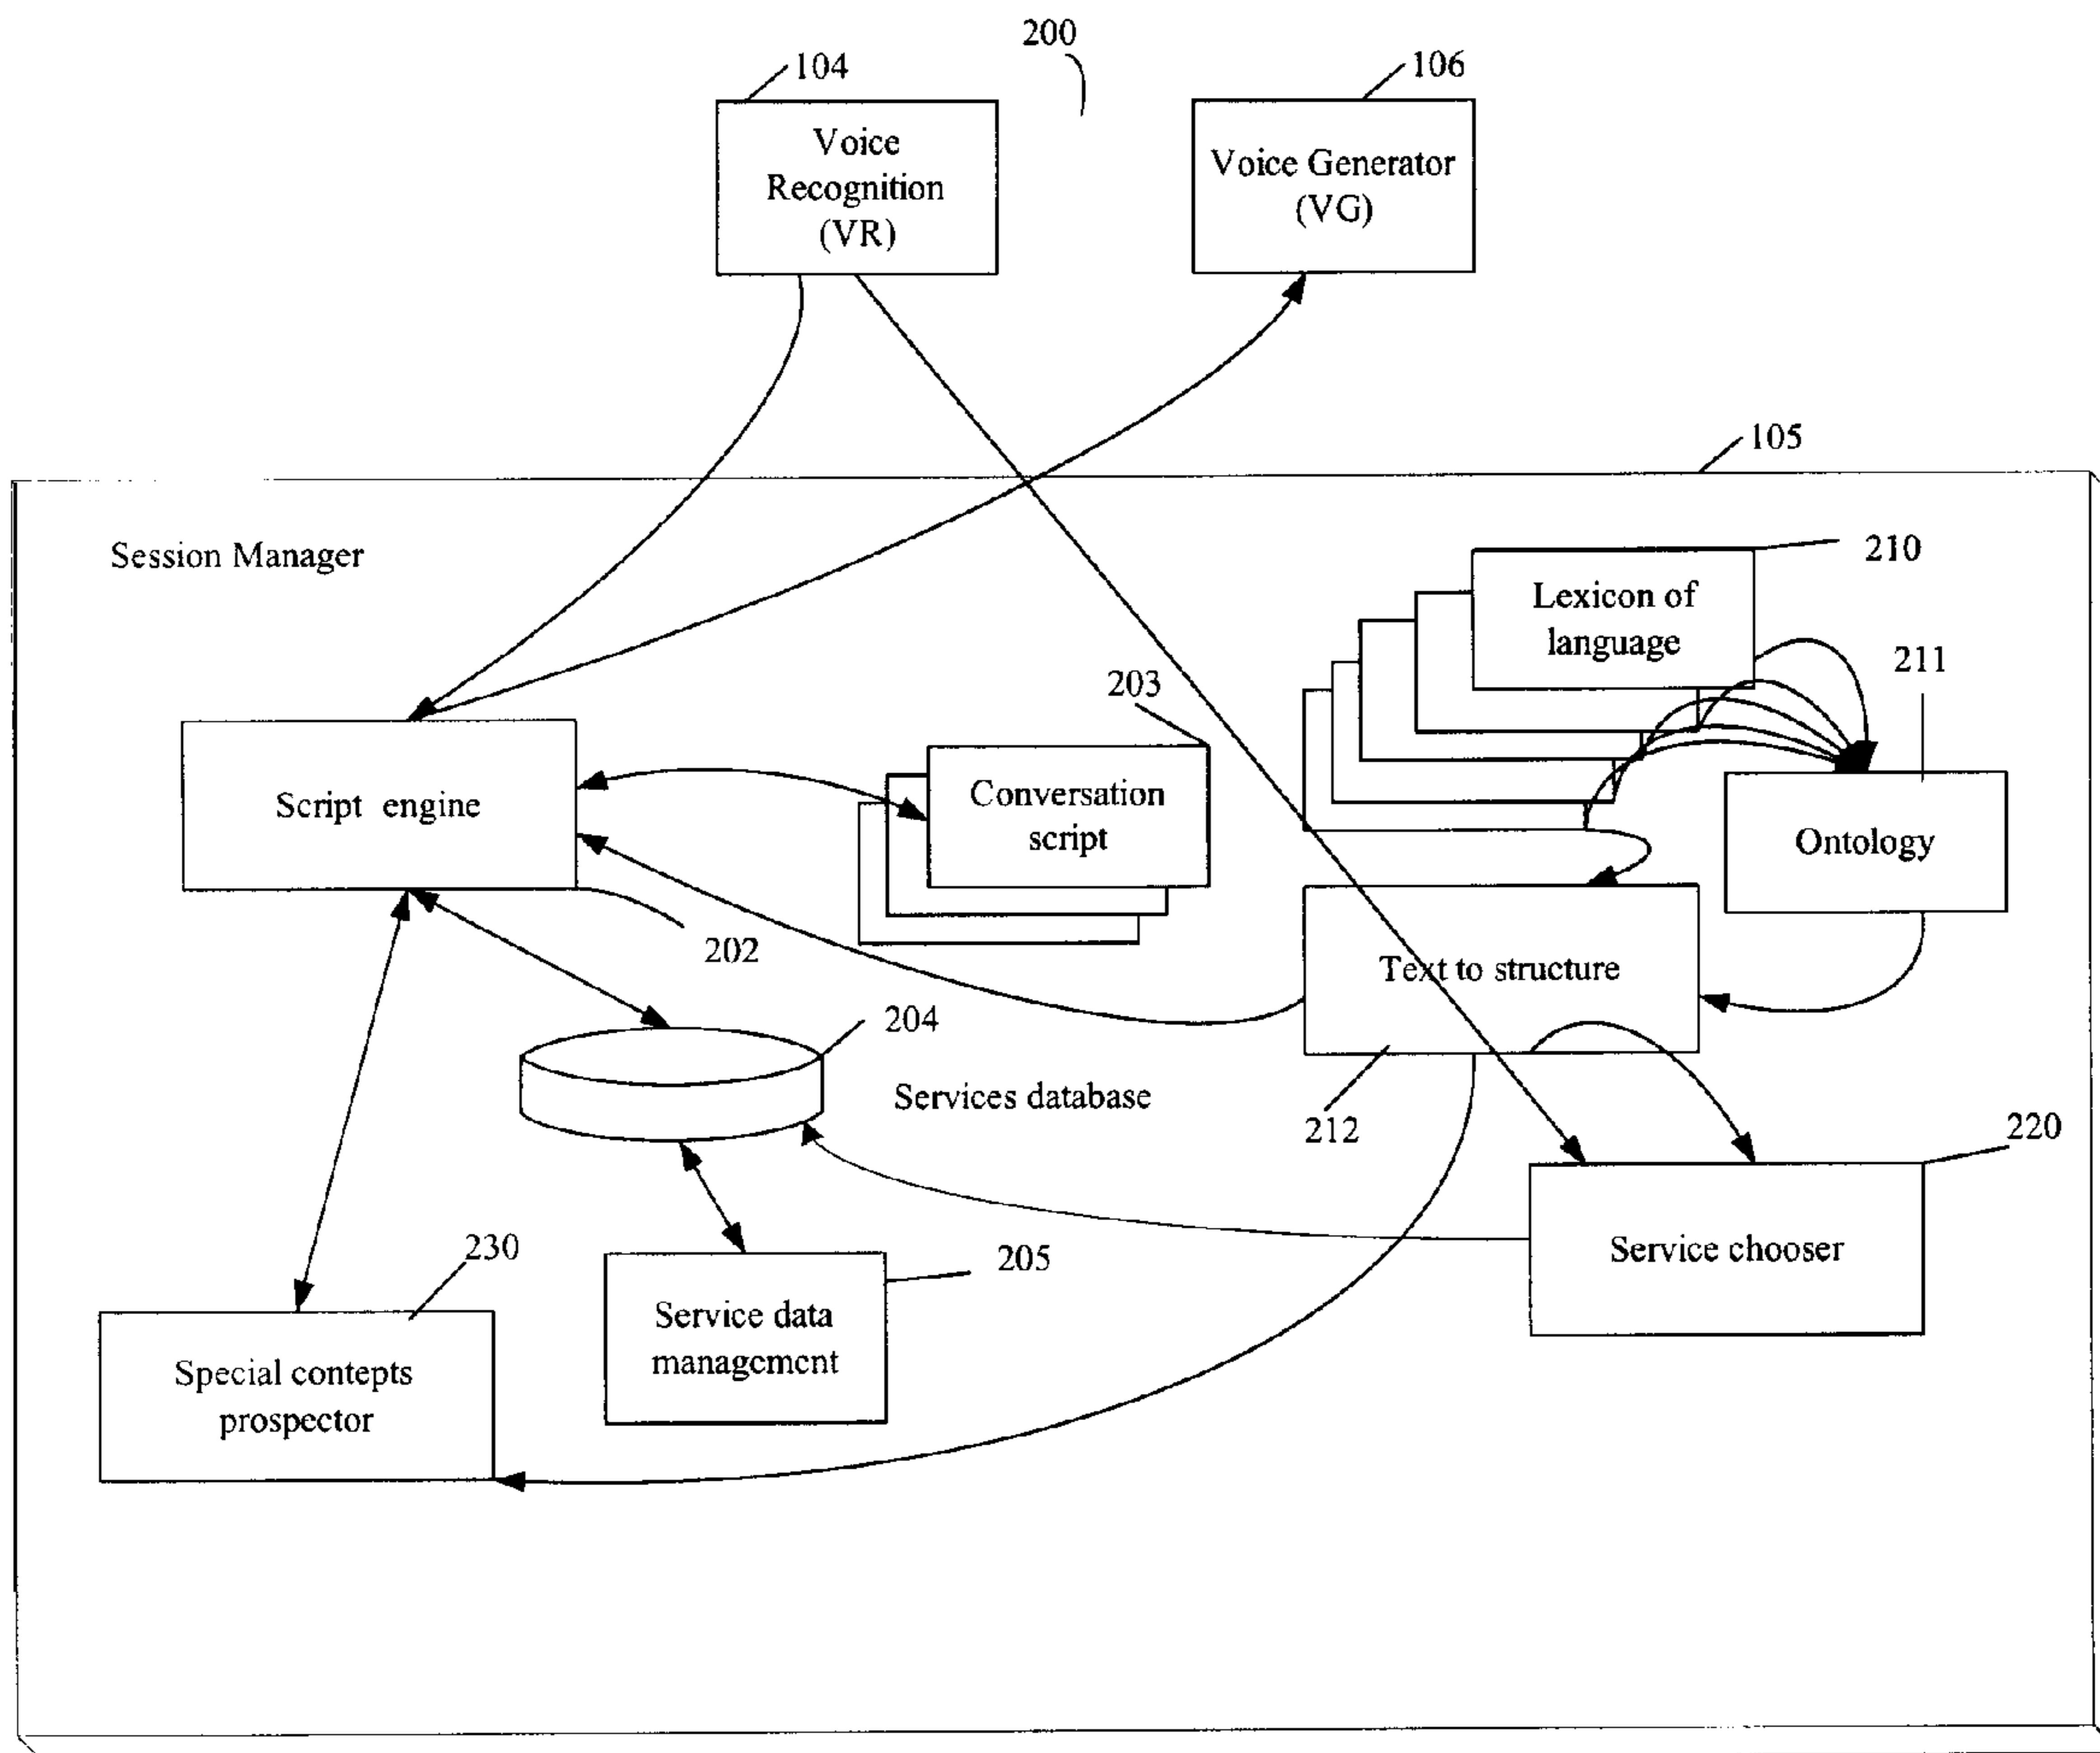 200
104
106
Voice
Recognition
(VR)
Voice Generator
(VG)
105
Session Manager
210
Lexicon of
language
211
203
Script engine
Conversation
script
Ontology
202
Text to structure
204
Services database
212
220
230
205
Service chooser
Service data
management
Special contepts
prospector